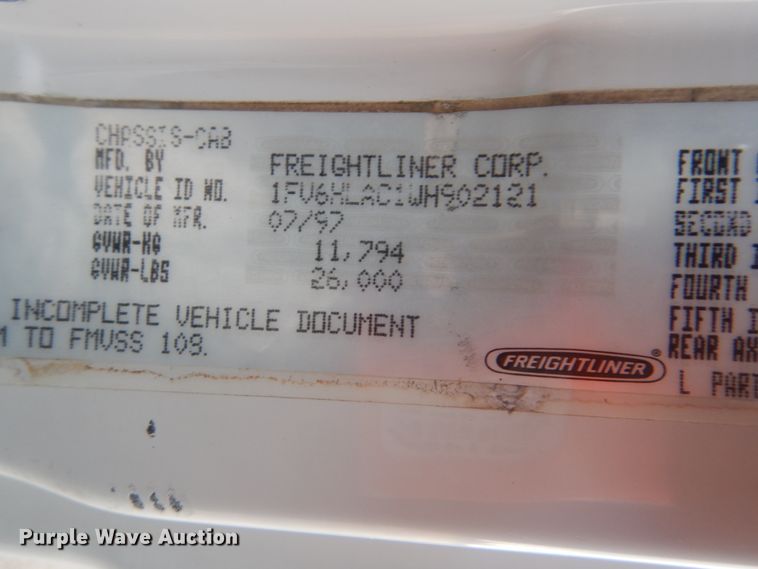 CHASSIS-CAB
MFD. BY FREIGHTLINER CORP.
VEHICLE ID NO. 1FV6HLAC1WH902121
DATE OF MFR. 07/97
GVWR-KG 11,794
GVWR-LBS 26,000
INCOMPLETE VEHICLE DOCUMENT
M TO FMVSS 108.
FREIGHTLINER®
FRONT
FIRST
SECOND
THIRD
FOURTH
FIFTH
REAR AX
L PART
Purple Wave Auction